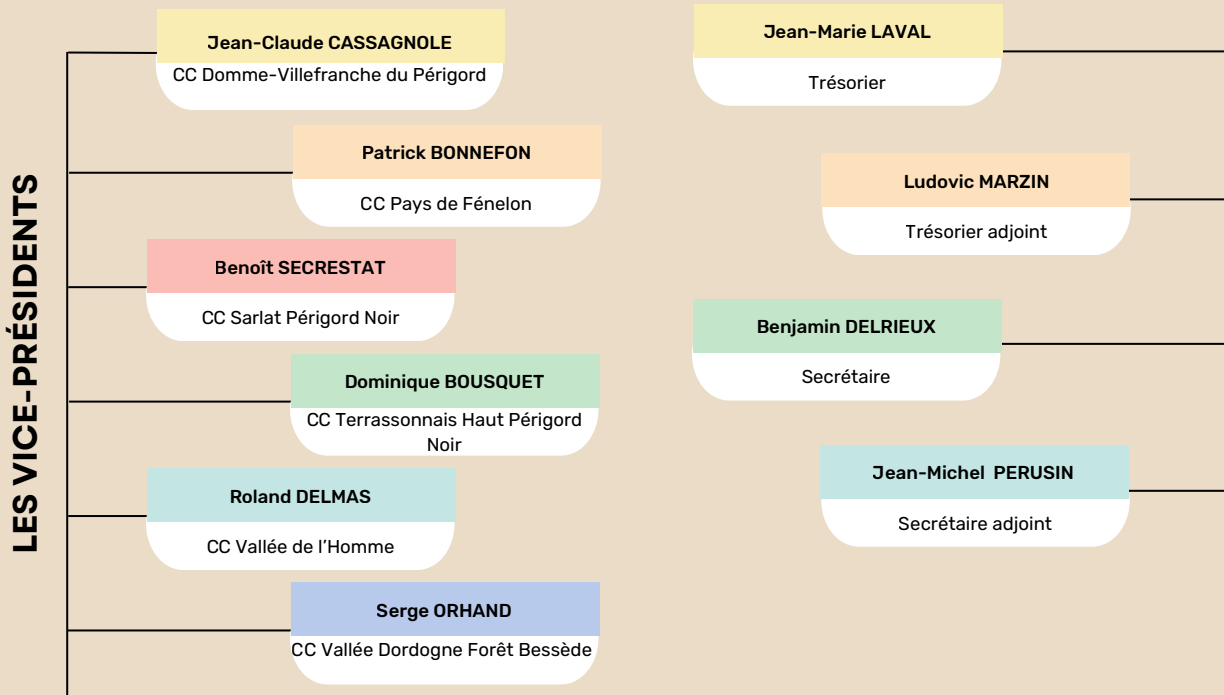 LES VICE-PRÉSIDENTS
Jean-Claude CASSAGNOLE
CC Domme-Villefranche du Périgord
Patrick BONNEFON
CC Pays de Fénelon
Benoît SECRESTAT
CC Sarlat Périgord Noir
Dominique BOUSQUET
CC Terrassonnais Haut Périgord
Noir
Roland DELMAS
CC Vallée de l’Homme
Serge ORHAND
CC Vallée Dordogne Forêt Bessède
Jean-Marie LAVAL
Trésorier
Ludovic MARZIN
Trésorier adjoint
Benjamin DELRIEUX
Secrétaire
Jean-Michel PERUSIN
Secrétaire adjoint